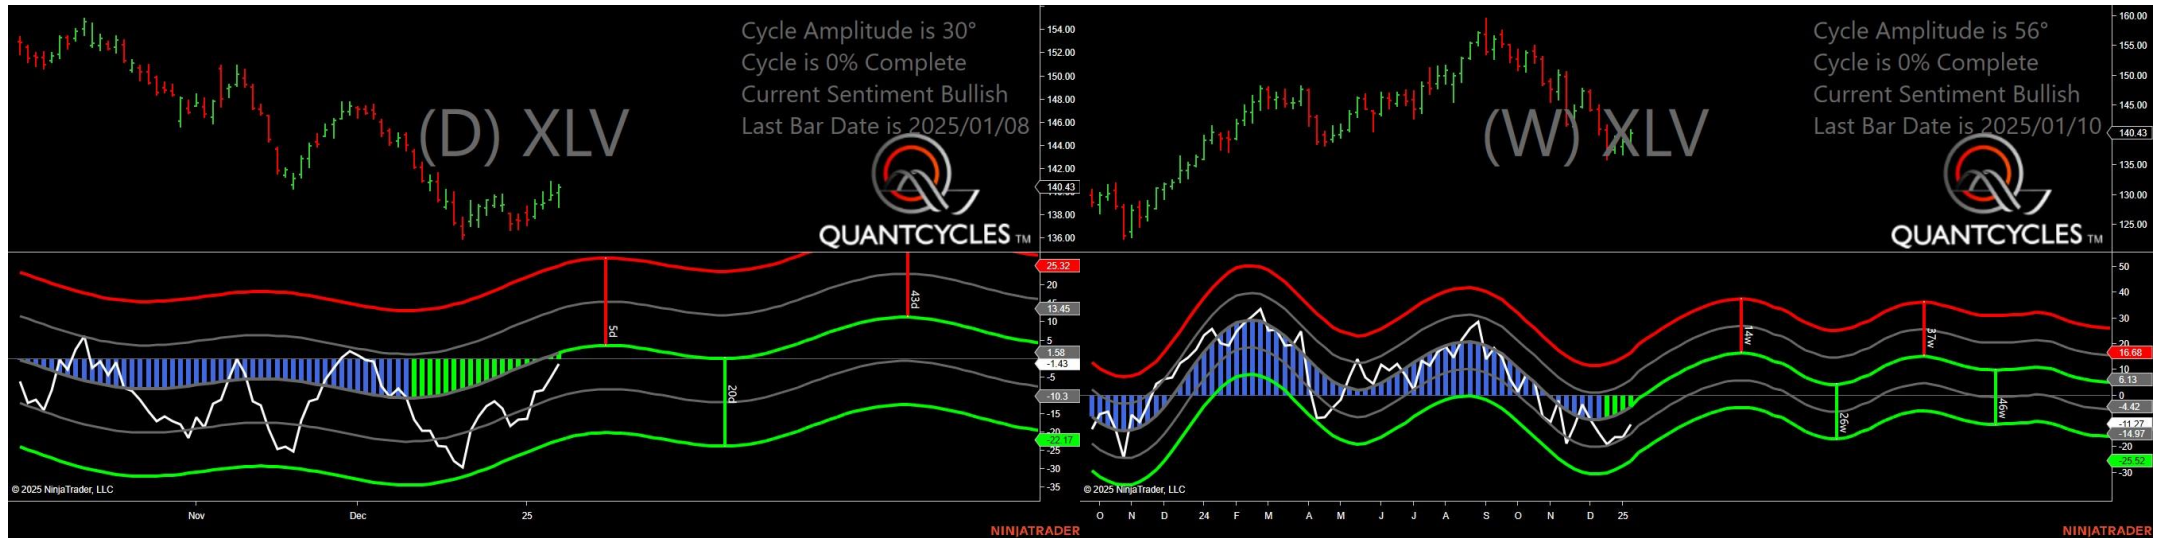 Cycle Amplitude is 30°
Cycle is 0% Complete
Current Sentiment Bullish
Last Bar Date is 2025/01/08
(D) XLV
QUANTCYCLES TM
154.00
152.00
150.00
148.00
146.00
144.00
142.00
140.43
138.00
136.00
25.32
20
13.45
10
5
1.58
-1.43
-5
-10.3
-15
-20
-22.17
-25
-30
-35
5d
20d
43d
© 2025 NinjaTrader, LLC
Nov
Dec
25
NINJATRADER
Cycle Amplitude is 56°
Cycle is 0% Complete
Current Sentiment Bullish
Last Bar Date is 2025/01/10
(W) XLV
QUANTCYCLES TM
160.00
155.00
150.00
145.00
140.43
135.00
130.00
125.00
50
40
30
20
16.68
10
6.13
0
-4.42
-11.27
-14.97
-20
-25.52
-30
14w
26w
37w
46w
© 2025 NinjaTrader, LLC
O N D 24 F M A M J J A S O N D 25
NINJATRADER